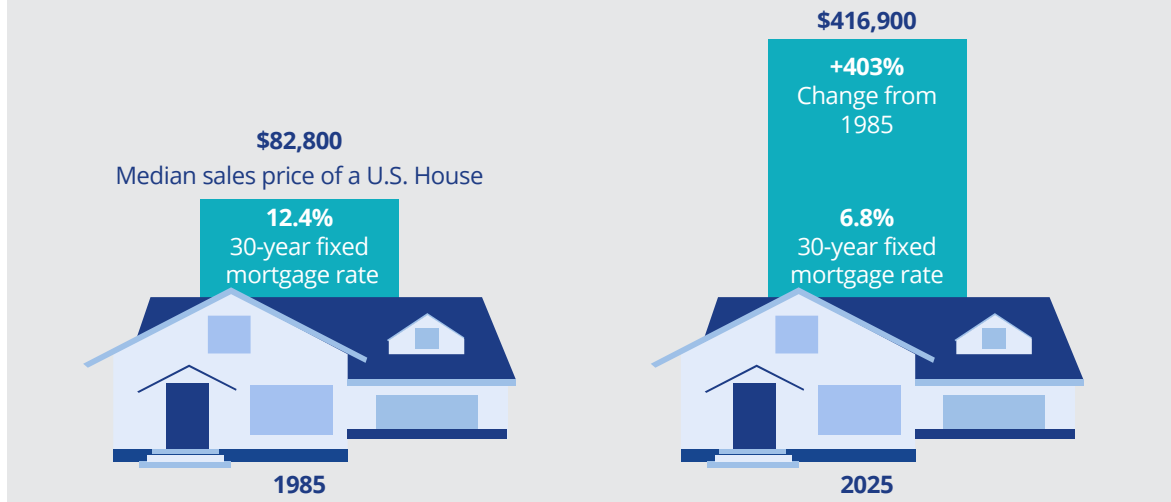 $82,800
Median sales price of a U.S. House
12.4%
30-year fixed
mortgage rate
1985
$416,900
+403%
Change from
1985
6.8%
30-year fixed
mortgage rate
2025